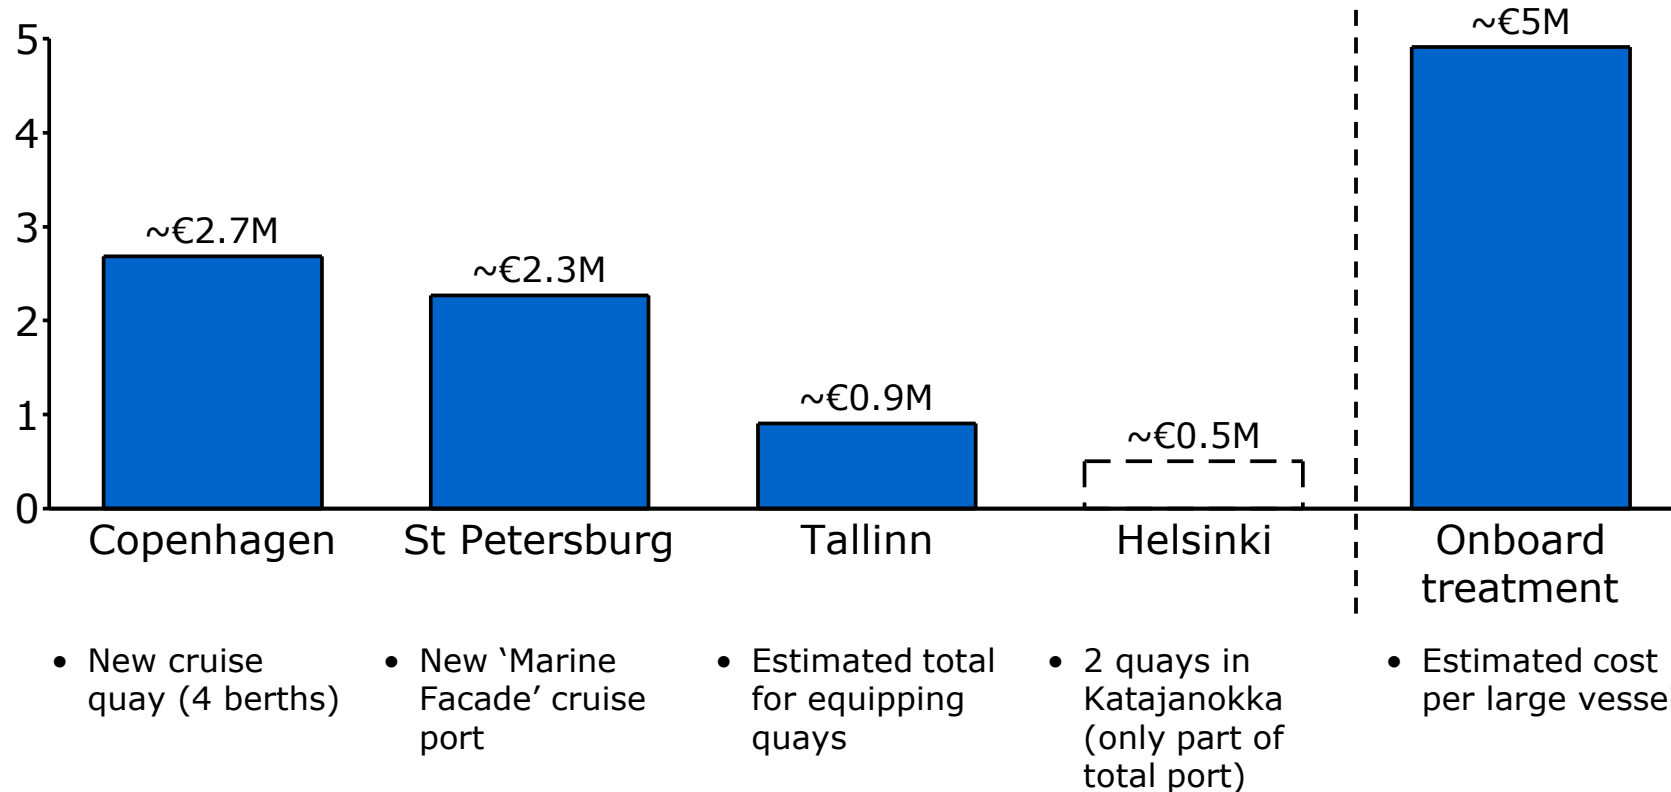 ~€5M
5
4
3
~€2.7M
~€2.3M
2
~€0.9M
1
~€0.5M
0
Copenhagen
St Petersburg
Tallinn
Helsinki
Onboard
treatment
• New cruise
quay (4 berths)
• New ‘Marine
Facade’ cruise
port
• Estimated total
for equipping
quays
• 2 quays in
Katajanokka
(only part of
total port)
• Estimated cost
per large vesse